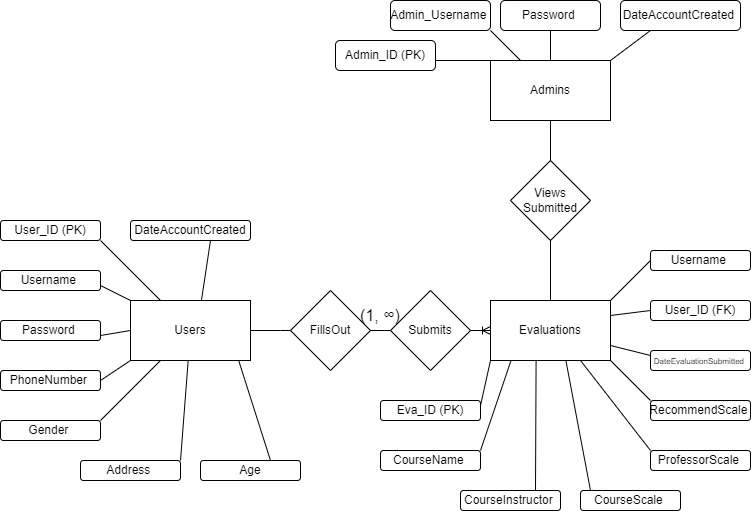 Admin_Username
Password
DateAccountCreated
Admin_ID (PK)
Admins
Views
Submitted
User_ID (PK)
DateAccountCreated
Username
Username
User_ID (FK)
(1, ∞)
Password
Users
FillsOut
Submits
Evaluations
DateEvaluationSubmitted
PhoneNumber
Eva_ID (PK)
RecommendScale
Gender
CourseName
ProfessorScale
Address
Age
CourseInstructor
CourseScale